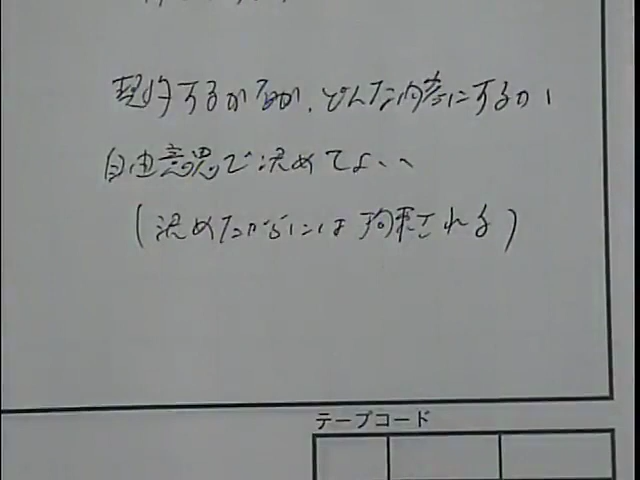 契約するか否か、どんな内容にするか、
自由意思で決めてよい
(決めたからには拘束される)
テープコード